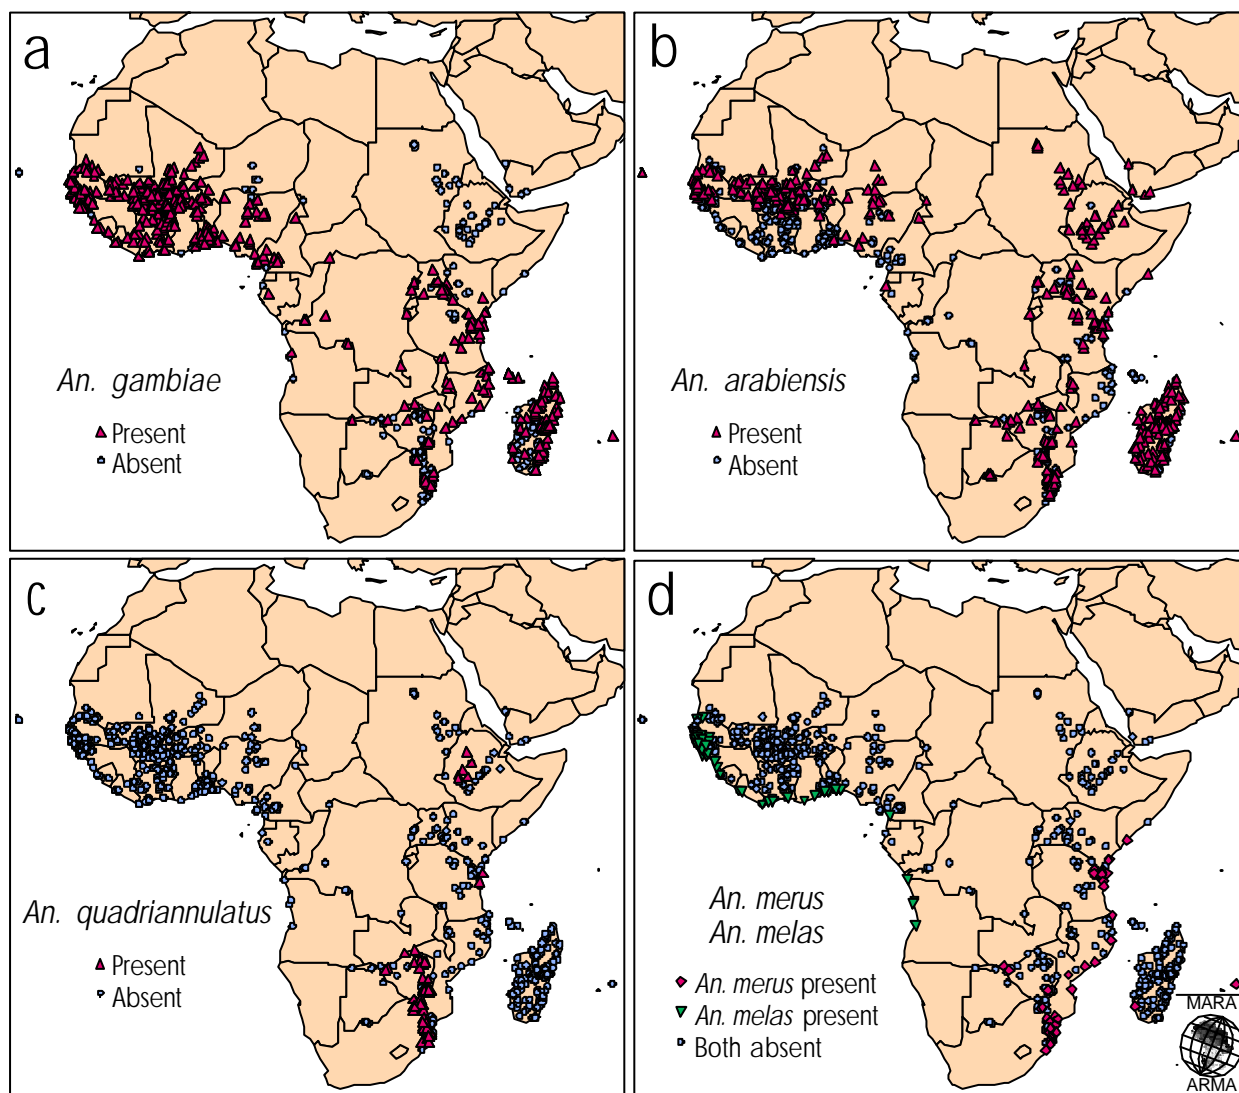 a
An. gambiae
Present
Absent
b
An. arabiensis
Present
Absent
c
An. quadriannulatus
Present
Absent
d
An. merus
An. melas
An. merus present
An. melas present
Both absent
MARA
ARMA